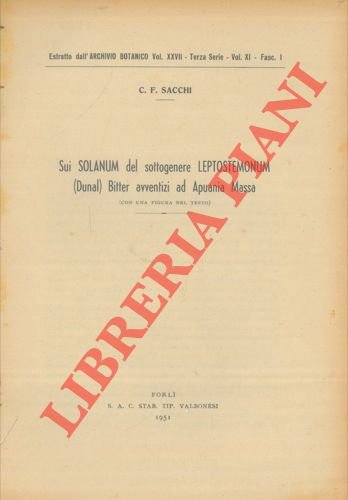 Estratto dall'ARCHIVIO BOTANICO Vol. XXVII - Terza Serie - Vol. XI - Fasc. I
C. F. SACCHI
Sui SOLANUM del sottogenere LEPTOSTEMONUM
(Dunal) Bitter avventizi ad Apuania Massa
(CON UNA FIGURA NEL TESTO)
LIBRERIA PIANI
FORLÌ
S. A. C. STAB. TIP. VALBONESI
1951